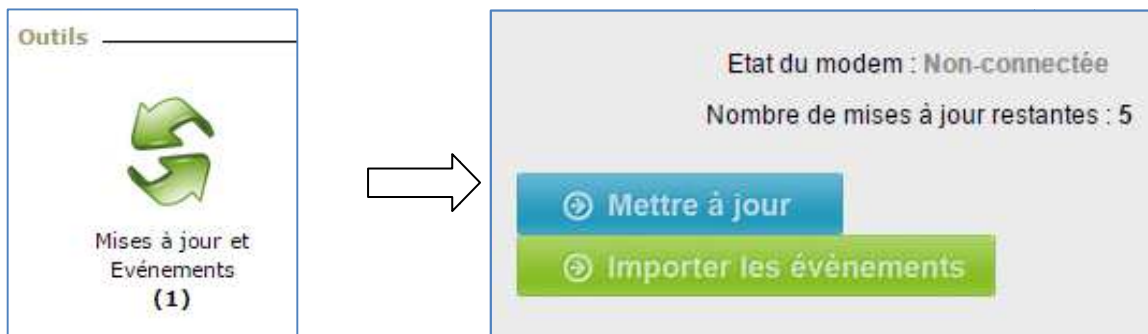 Outils
Mises à jour et
Evénements
(1)
Etat du modem : Non-connectée
Nombre de mises à jour restantes : 5
Mettre à jour
Importer les évènements